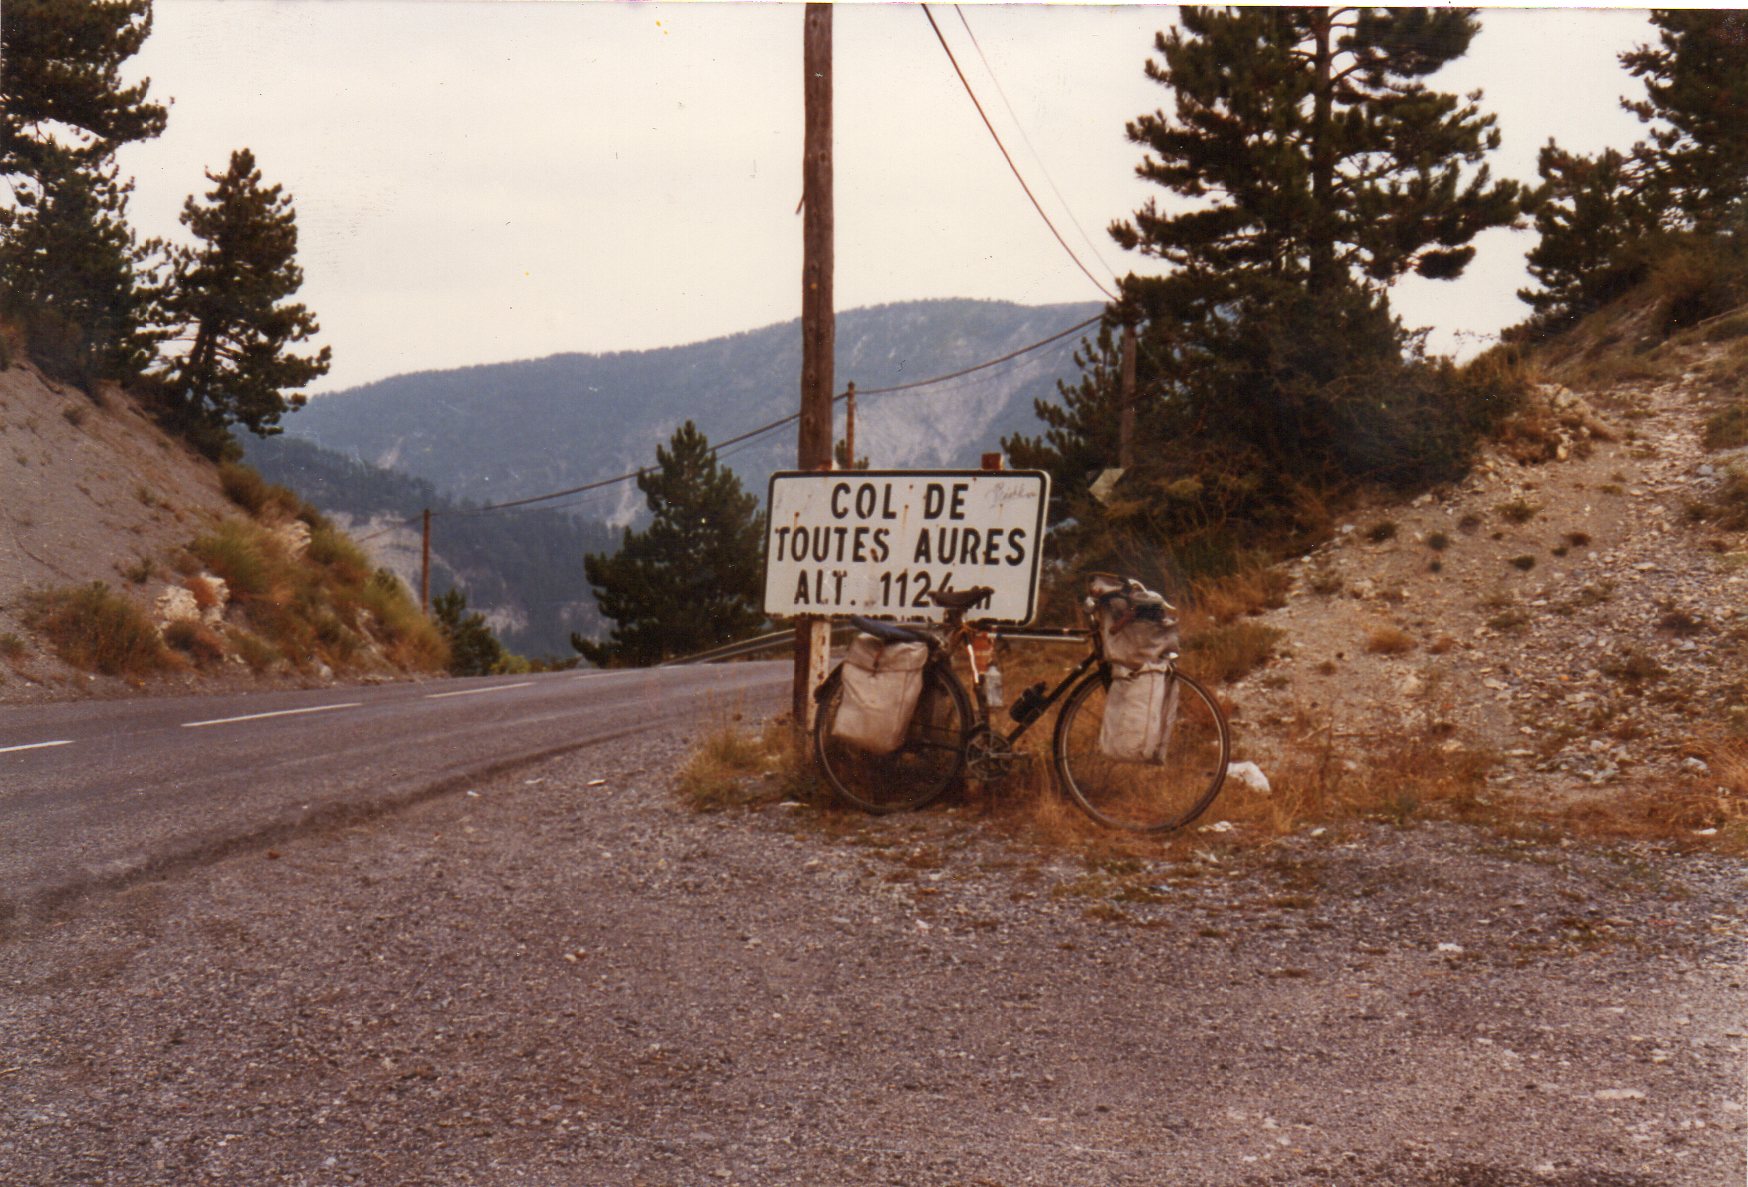 COL DE
TOUTES AURES
ALT. 1124 m